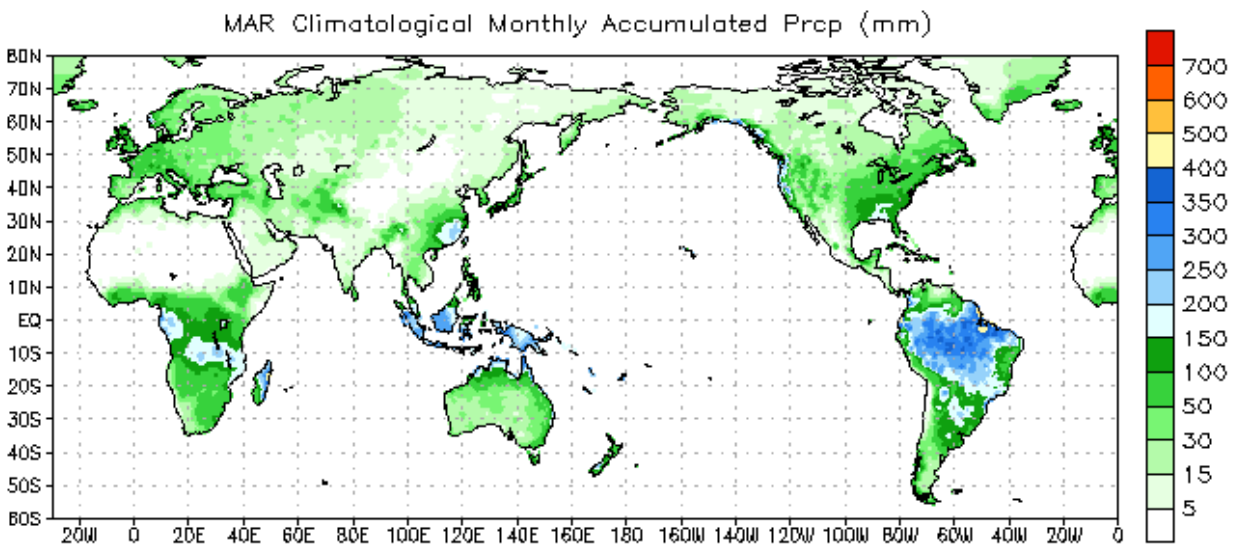 MAR Climatological Monthly Accumulated Prcp (mm)
80N
70N
60N
50N
40N
30N
20N
10N
EQ
10S
20S
30S
40S
50S
60S
20W 0 20E 40E 60E 80E 100E 120E 140E 160E 180 160W 140W 120W 100W 80W 60W 40W 20W 0
700
600
500
400
350
300
250
200
150
100
50
30
15
5